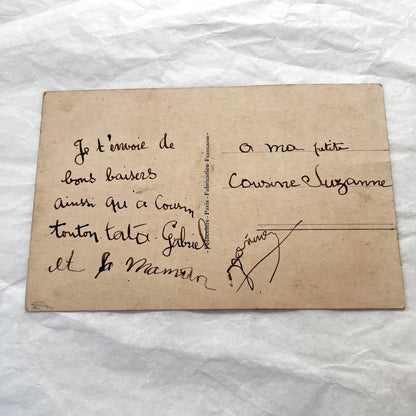 Je t'envoie de
bons baisers
ainsi qu'a Cousin
tonton tata Gabriel
et la Maman
Paris - Fabrication Française
a ma petite
Cousine Suzanne